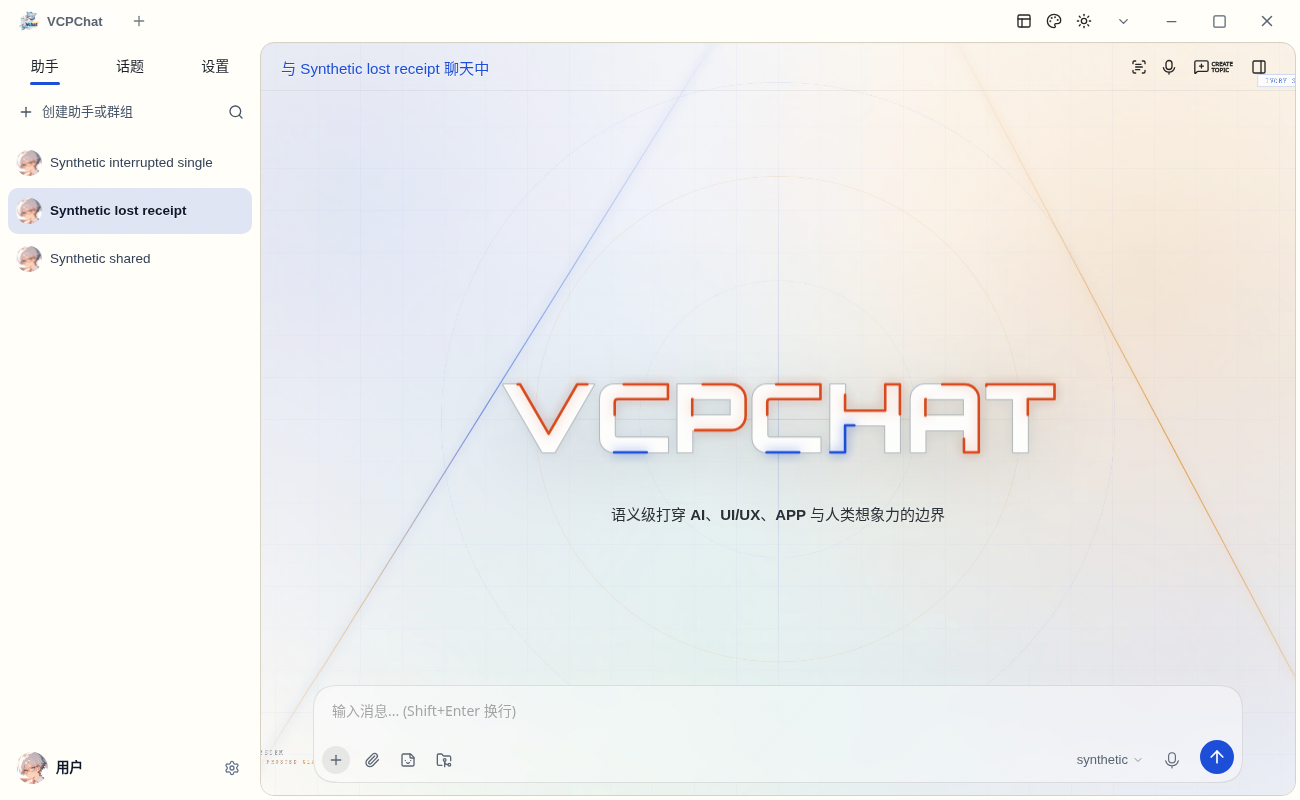 VCPChat
助手
话题
设置
创建助手或群组
Synthetic interrupted single
Synthetic lost receipt
Synthetic shared
用户
与 Synthetic lost receipt 聊天中
CREATE
TOPIC
VCPCHAT
语义级打穿 AI、UI/UX、APP 与人类想象力的边界
输入消息... (Shift+Enter 换行)
synthetic